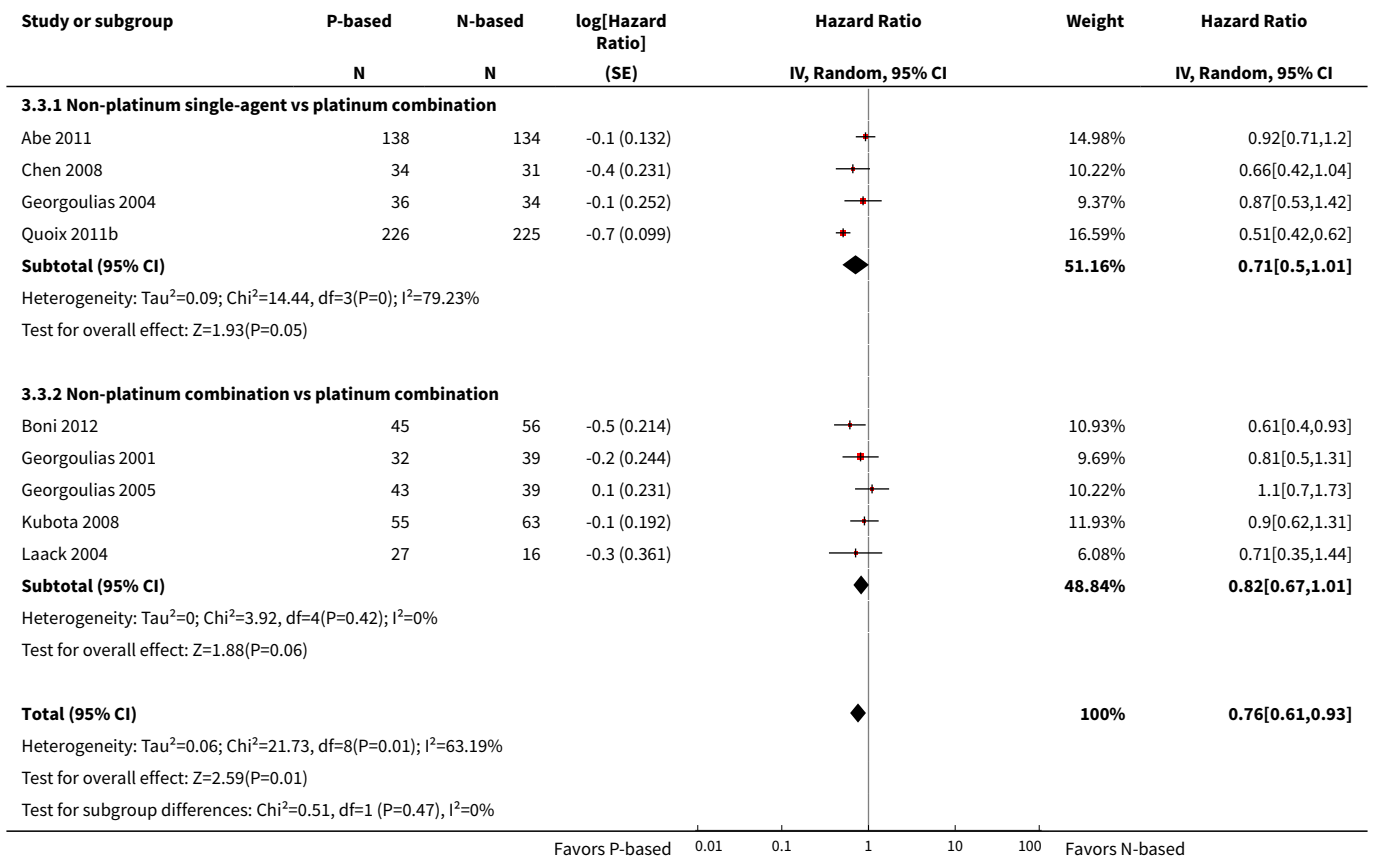 Study or subgroup P-based N-based log[Hazard Ratio] Hazard Ratio Weight Hazard Ratio
N N (SE) IV, Random, 95% CI IV, Random, 95% CI
3.3.1 Non-platinum single-agent vs platinum combination
Abe 2011 138 134 -0.1 (0.132) 14.98% 0.92[0.71,1.2]
Chen 2008 34 31 -0.4 (0.231) 10.22% 0.66[0.42,1.04]
Georgoulias 2004 36 34 -0.1 (0.252) 9.37% 0.87[0.53,1.42]
Quoix 2011b 226 225 -0.7 (0.099) 16.59% 0.51[0.42,0.62]
Subtotal (95% CI) 51.16% 0.71[0.5,1.01]
Heterogeneity: Tau²=0.09; Chi²=14.44, df=3(P=0); I²=79.23%
Test for overall effect: Z=1.93(P=0.05)
3.3.2 Non-platinum combination vs platinum combination
Boni 2012 45 56 -0.5 (0.214) 10.93% 0.61[0.4,0.93]
Georgoulias 2001 32 39 -0.2 (0.244) 9.69% 0.81[0.5,1.31]
Georgoulias 2005 43 39 0.1 (0.231) 10.22% 1.1[0.7,1.73]
Kubota 2008 55 63 -0.1 (0.192) 11.93% 0.9[0.62,1.31]
Laack 2004 27 16 -0.3 (0.361) 6.08% 0.71[0.35,1.44]
Subtotal (95% CI) 48.84% 0.82[0.67,1.01]
Heterogeneity: Tau²=0; Chi²=3.92, df=4(P=0.42); I²=0%
Test for overall effect: Z=1.88(P=0.06)
Total (95% CI) 100% 0.76[0.61,0.93]
Heterogeneity: Tau²=0.06; Chi²=21.73, df=8(P=0.01); I²=63.19%
Test for overall effect: Z=2.59(P=0.01)
Test for subgroup differences: Chi²=0.51, df=1 (P=0.47), I²=0%
Favors P-based 0.01 0.1 1 10 100 Favors N-based